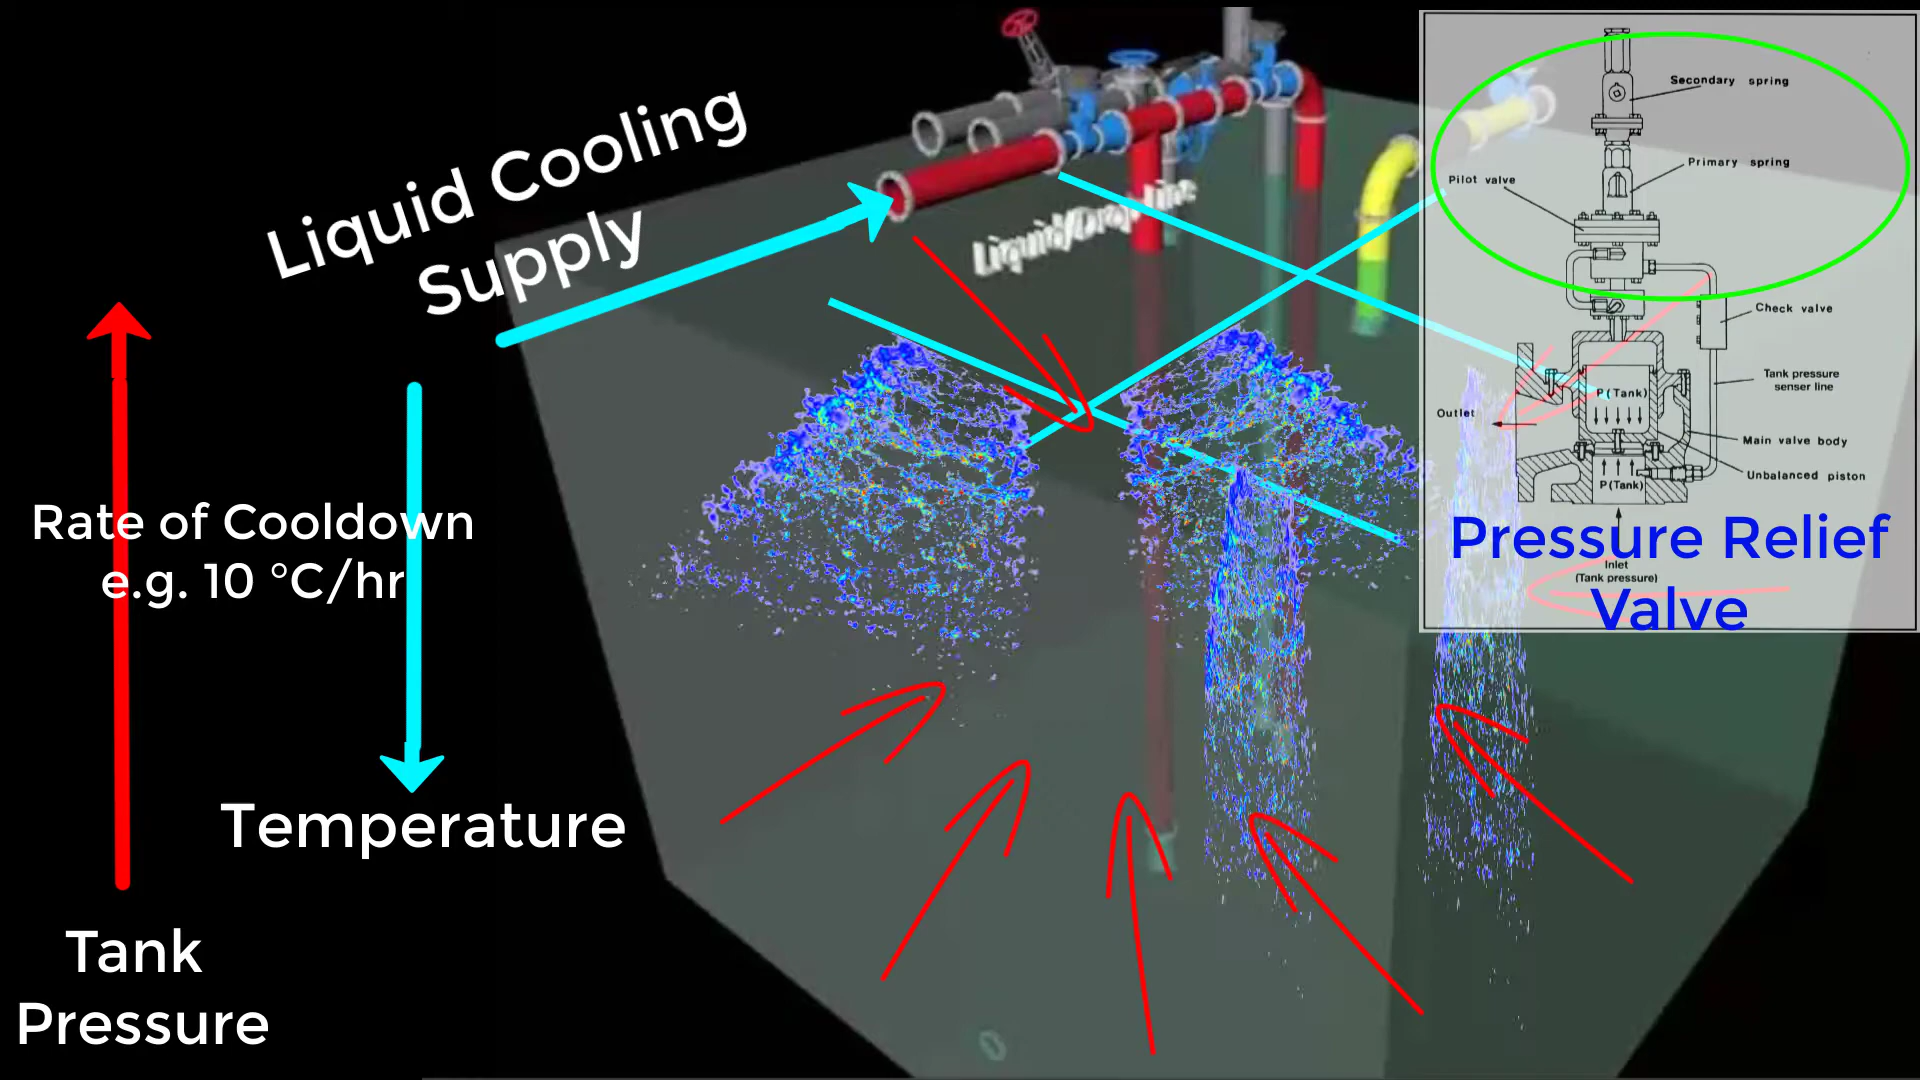 Liquid Cooling
Supply
Rate of Cooldown
e.g. 10 °C/hr
Temperature
Tank
Pressure
Secondary spring
Primary spring
Pilot valve
Check valve
Tank pressure
senser line
P(Tank)
Outlet
Main valve body
Unbalanced piston
P(Tank)
Pressure Relief
Inlet
(Tank pressure)
Valve